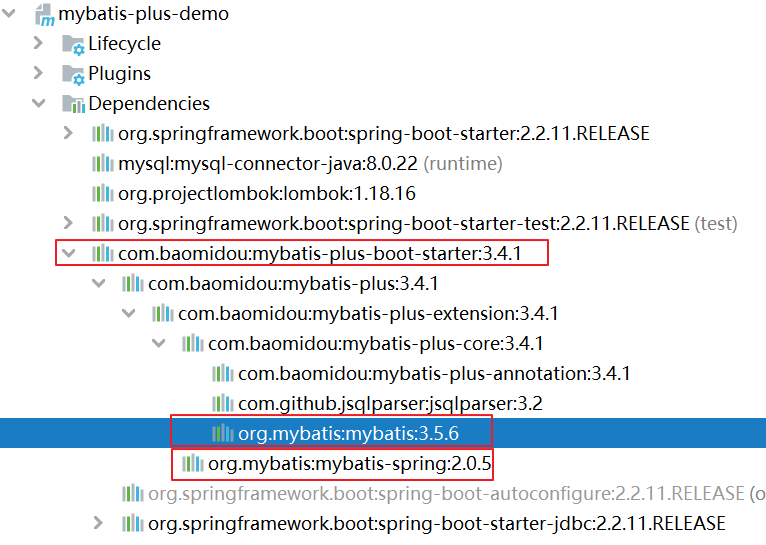 mybatis-plus-demo
Lifecycle
Plugins
Dependencies
org.springframework.boot:spring-boot-starter:2.2.11.RELEASE
mysql:mysql-connector-java:8.0.22 (runtime)
org.projectlombok:lombok:1.18.16
org.springframework.boot:spring-boot-starter-test:2.2.11.RELEASE (test)
com.baomidou:mybatis-plus-boot-starter:3.4.1
com.baomidou:mybatis-plus:3.4.1
com.baomidou:mybatis-plus-extension:3.4.1
com.baomidou:mybatis-plus-core:3.4.1
com.baomidou:mybatis-plus-annotation:3.4.1
com.github.jsqlparser:jsqlparser:3.2
org.mybatis:mybatis:3.5.6
org.mybatis:mybatis-spring:2.0.5
org.springframework.boot:spring-boot-autoconfigure:2.2.11.RELEASE (o
org.springframework.boot:spring-boot-starter-jdbc:2.2.11.RELEASE